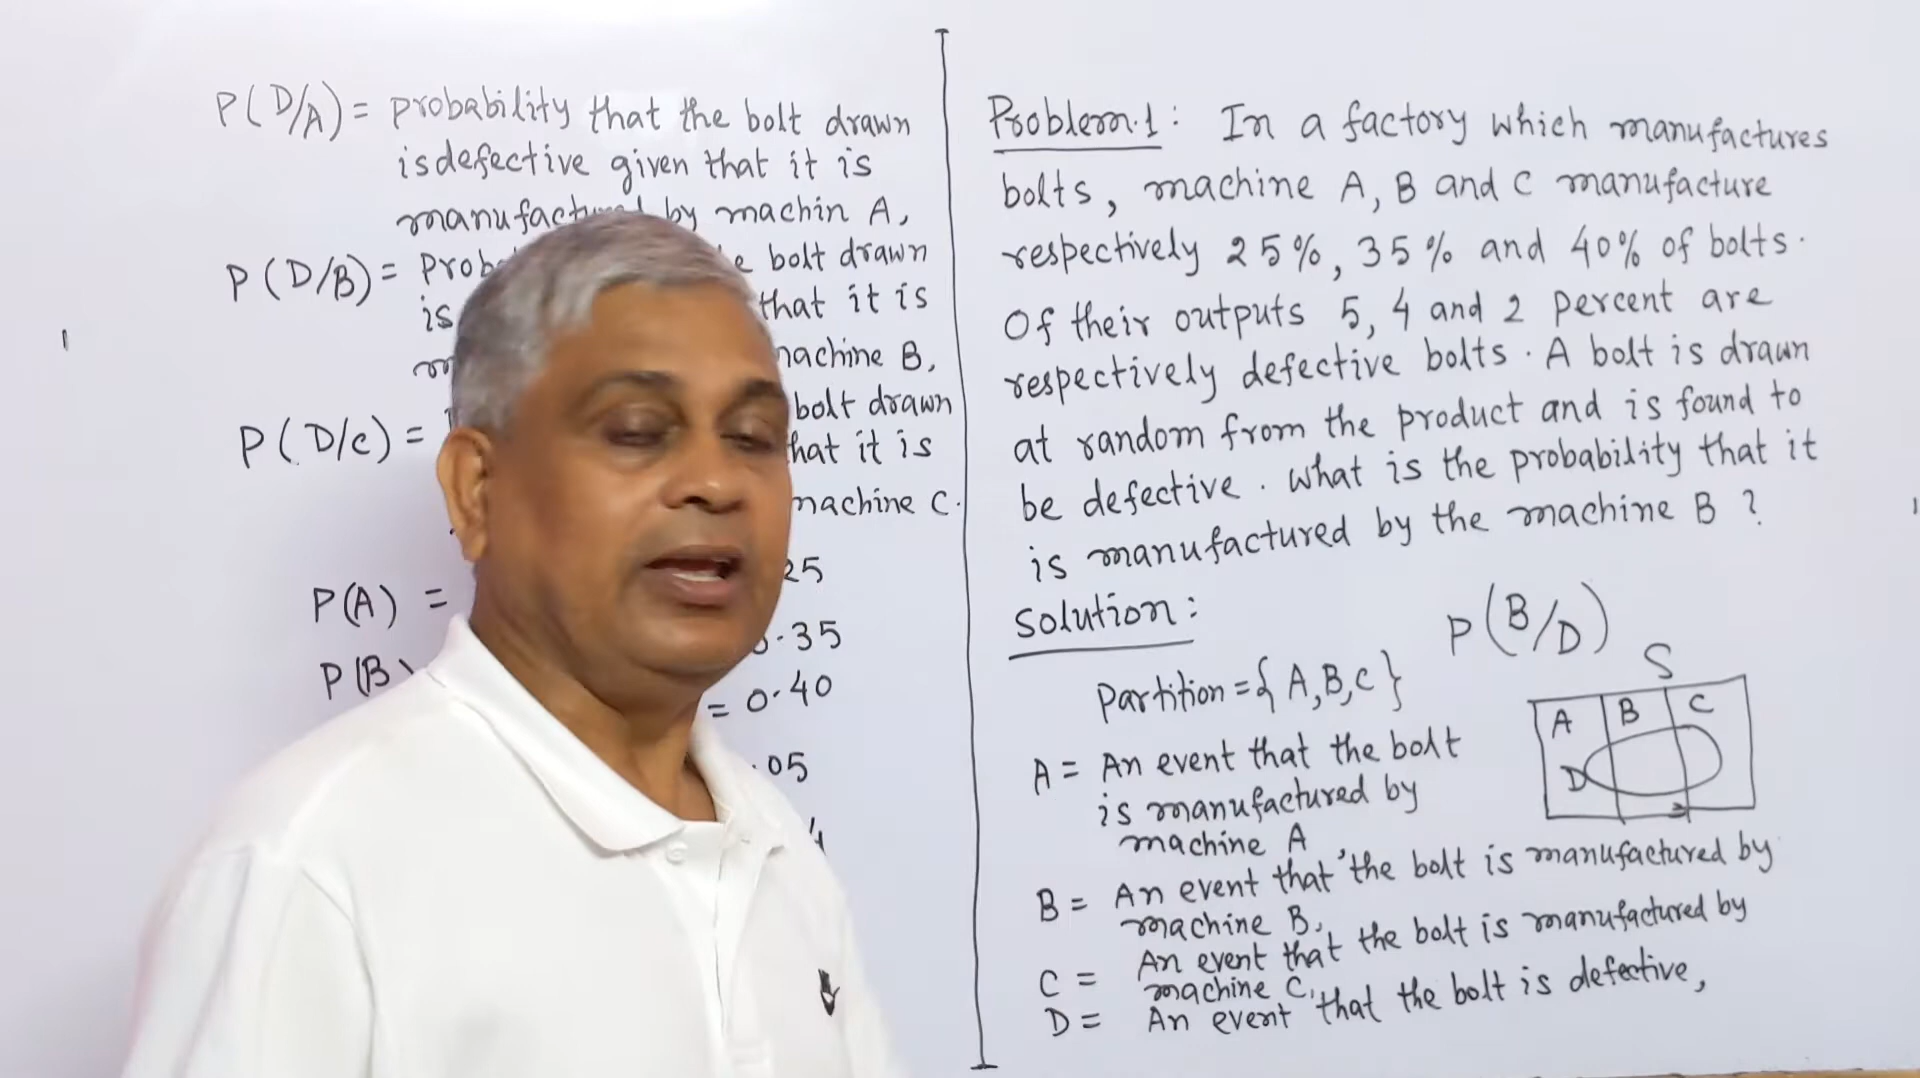 P(D/A) = probability that the bolt drawn
is defective given that it is
by machin A,
P(D/B) = bolt drawn
is that it is
machine B,
P(D/C) = bolt drawn
that it is
machine C.
P(A) = 25
P(B) 0.35
= 0.40
.05
Problem.1: In a factory which manufactures
bolts, machine A, B and C manufacture
respectively 25%, 35% and 40% of bolts.
Of their outputs 5, 4 and 2 percent are
respectively defective bolts. A bolt is drawn
at random from the product and is found to
be defective. What is the probability that it
is manufactured by the machine B?
Solution:
P(B/D)
Partition = { A, B, C }
S
A B C
D
A = An event that the bolt
is manufactured by
machine A
B = An event that the bolt is manufactured by
machine B,
C = An event that the bolt is manufactured by
machine C,
D = An event that the bolt is defective,